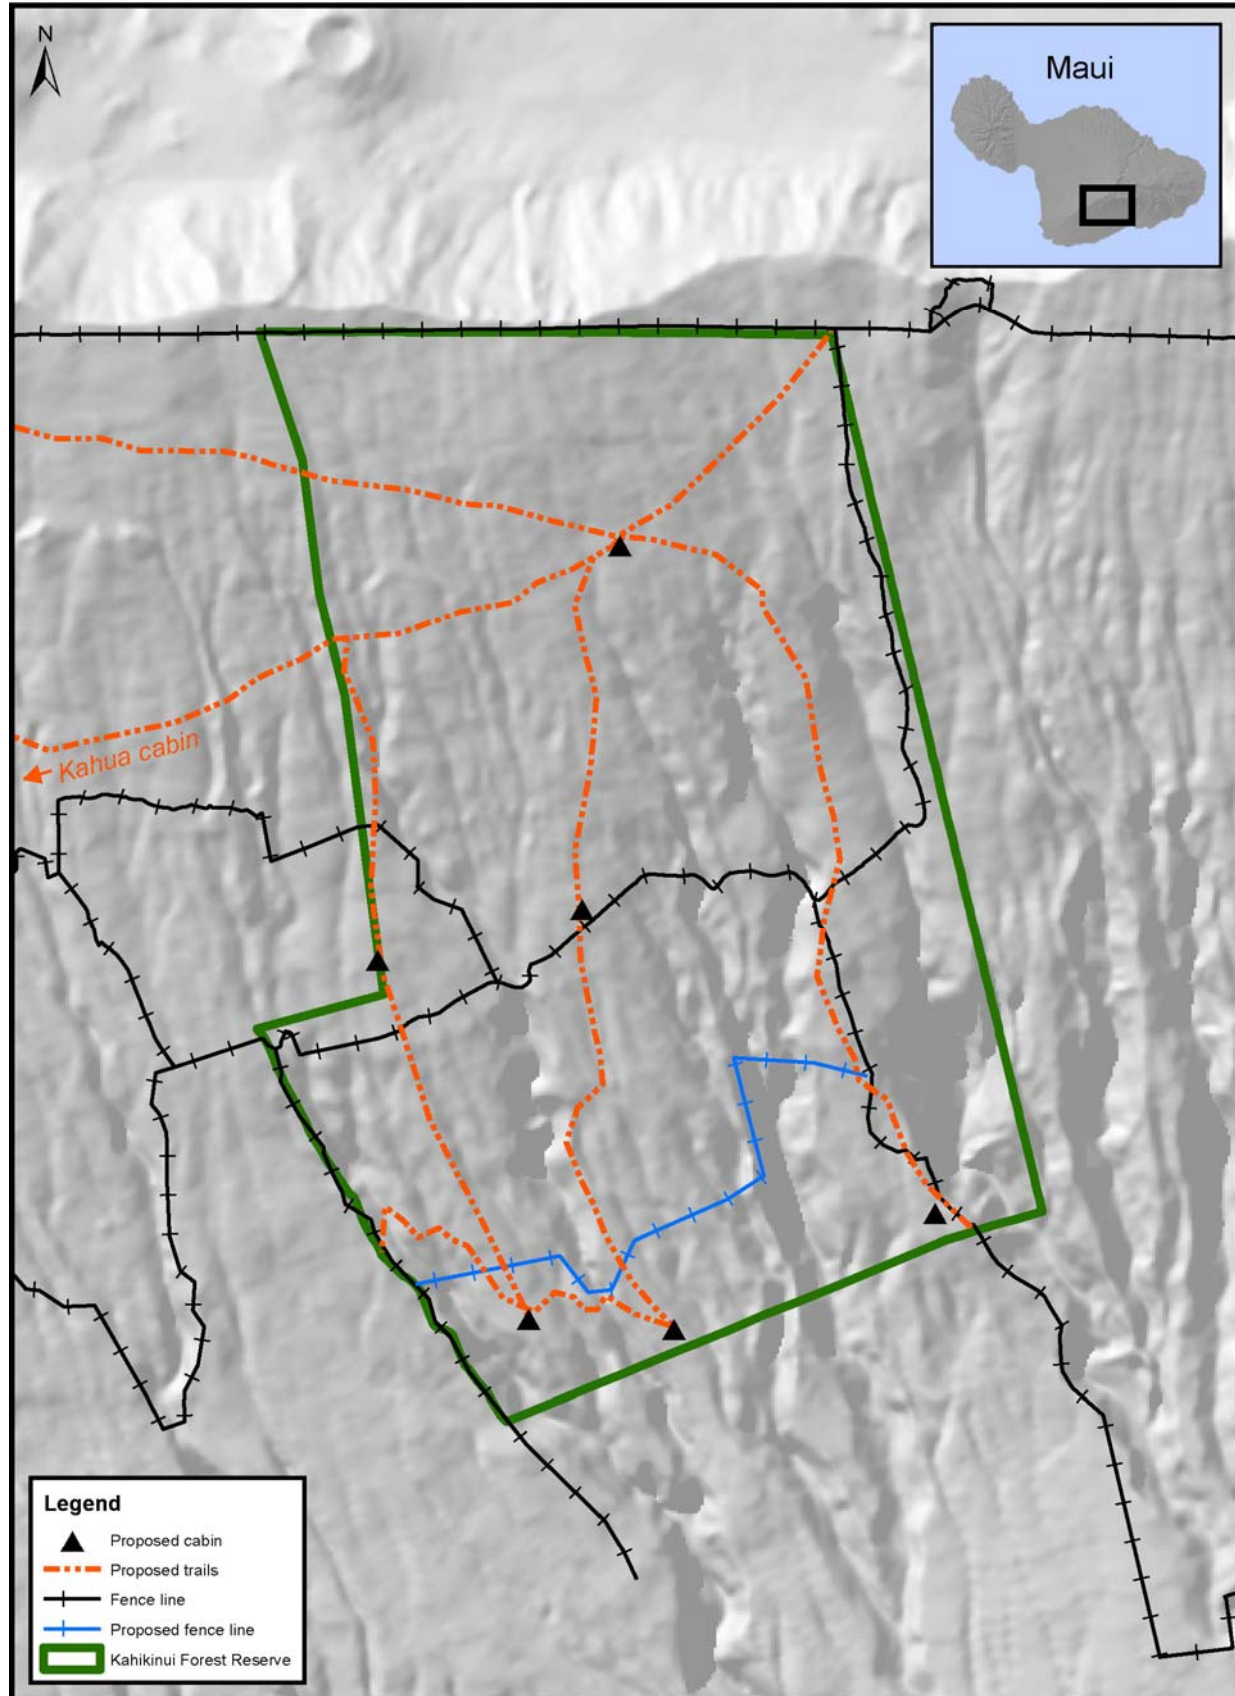 N
Maui
Kahua cabin
Legend
Proposed cabin
Proposed trails
Fence line
Proposed fence line
Kahikinui Forest Reserve